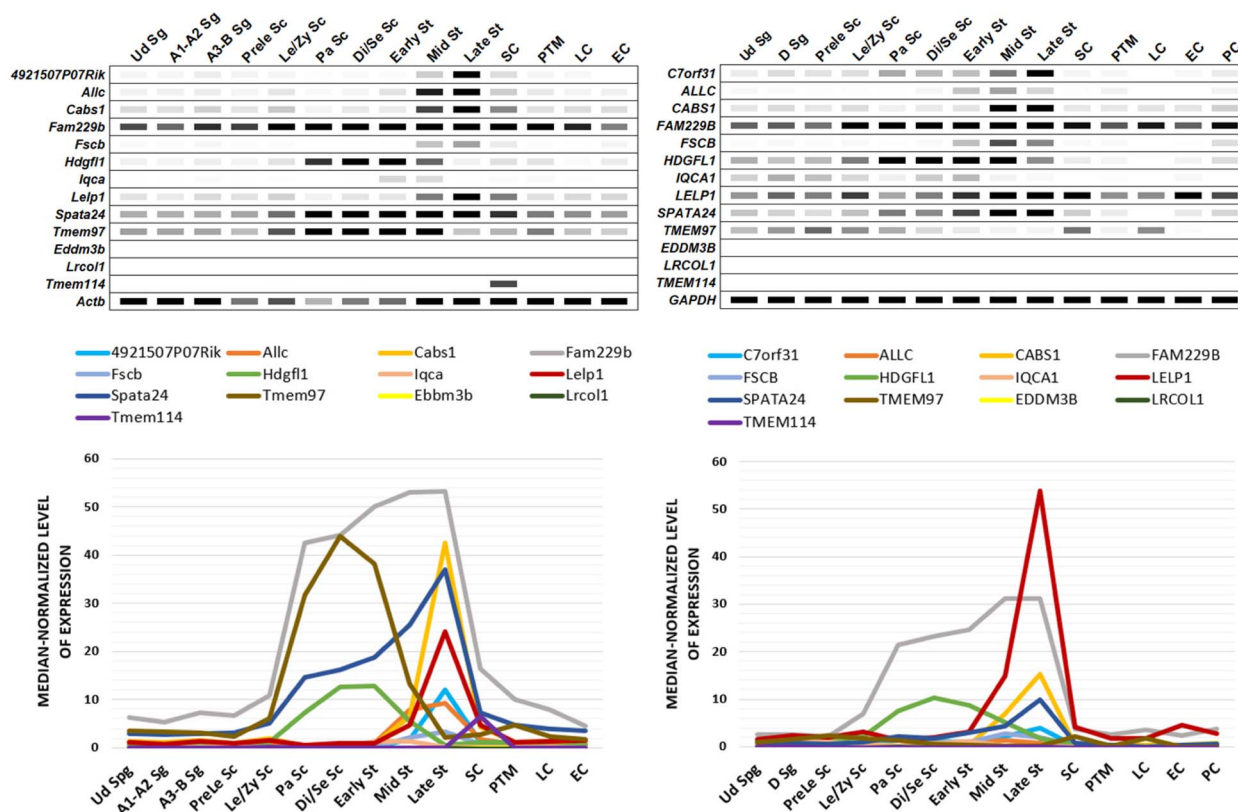 Ud Sg A1-A2 Sg A3-B Sg Prele Sc Le/Zy Sc Pa Sc Di/Se Sc Early St Mid St Late St SC PTM LC EC
4921507P07Rik
Allc
Cabs1
Fam229b
Fscb
Hdgfl1
Iqca
Lelp1
Spata24
Tmem97
Eddm3b
Lrcol1
Tmem114
Actb
Ud Sg D Sg Prele Sc Le/Zy Sc Pa Sc Di/Se Sc Early St Mid St Late St SC PTM LC EC PC
C7orf31
ALLC
CABS1
FAM229B
FSCB
HDGFL1
IQCA1
LELP1
SPATA24
TMEM97
EDDM3B
LRCOL1
TMEM114
GAPDH
4921507P07Rik Allc Cabs1 Fam229b
Fscb Hdgfl1 Iqca Lelp1
Spata24 Tmem97 Ebbm3b Lrcol1
Tmem114
C7orf31 ALLC CABS1 FAM229B
FSCB HDGFL1 IQCA1 LELP1
SPATA24 TMEM97 EDDM3B LRCOL1
TMEM114
MEDIAN-NORMALIZED LEVEL
OF EXPRESSION
60
50
40
30
20
10
0
Ud Spg A1-A2 Sg A3-B Sg PreLe Sc Le/Zy Sc Pa Sc Di/Se Sc Early St Mid St Late St SC PTM LC EC
MEDIAN-NORMALIZED LEVEL
OF EXPRESSION
60
50
40
30
20
10
0
Ud Spg D Sg PreLe Sc Le/Zy Sc Pa Sc Di/Se Sc Early St Mid St Late St SC PTM LC EC PC